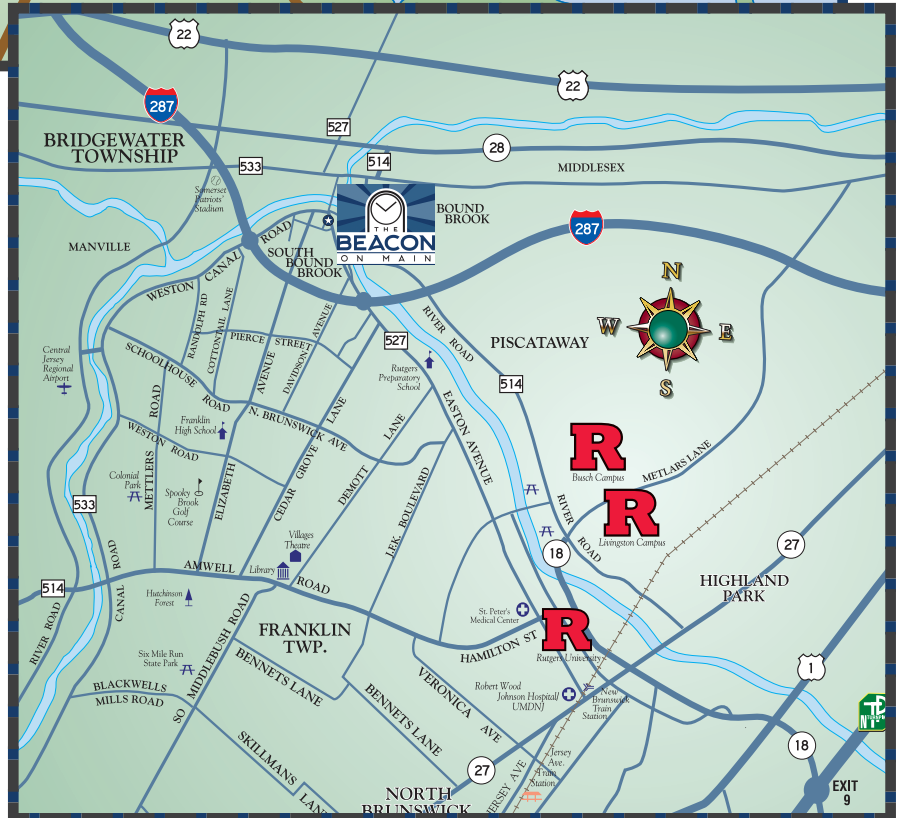 22
22
287
527
BRIDGEWATER
TOWNSHIP
533
514
28
MIDDLESEX
Somerset
Patriots'
Stadium
BOUND
BROOK
THE
BEACON
ON MAIN
287
MANVILLE
ROAD
CANAL
WESTON
SOUTH
BOUND
BROOK
N
W
E
S
RANDOLPH RD
COTTONTAIL LANE
PIERCE STREET
AVENUE
DAVIDSON
AVENUE
RIVER
ROAD
527
PISCATAWAY
Central
Jersey
Regional
Airport
SCHOOLHOUSE
ROAD
Rutgers
Preparatory
School
514
ROAD
METTLERS
Franklin
High School
N. BRUNSWICK AVE
LANE
LANE
EASTON AVENUE
WESTON ROAD
R
Busch Campus
METLARS LANE
Colonial
Park
Spooky
Brook
Golf
Course
ELIZABETH
CEDAR GROVE
DEMOTT
J.F.K. BOULEVARD
R
Livingston Campus
533
RIVER
ROAD
Villages
Theatre
18
27
ROAD
CANAL
AMWELL
ROAD
Library
514
HIGHLAND
PARK
RIVER ROAD
Hutchinson
Forest
St. Peter's
Medical Center
R
Rutgers University
FRANKLIN
TWP.
HAMILTON ST
SO MIDDLEBUSH ROAD
Six Mile Run
State Park
BLACKWELLS
MILLS ROAD
BENNETS LANE
BENNETS LANE
VERONICA
AVE
Robert Wood
Johnson Hospital/
UMDNJ
New
Brunswick
Train
Station
1
18
SKILLMANS LANE
27
Jersey
Ave.
Train
Station
JERSEY AVE
EXIT
9
NORTH
BRUNSWICK